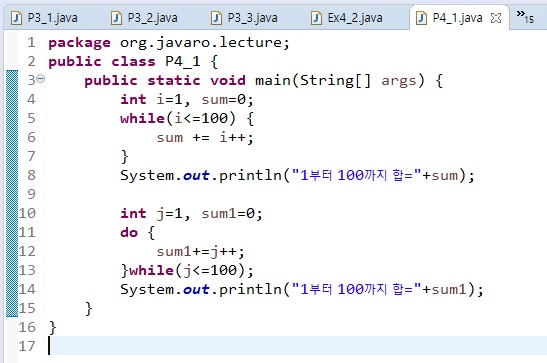 P3_1.java P3_2.java P3_3.java Ex4_2.java P4_1.java »15
1 package org.javaro.lecture;
2 public class P4_1 {
3 public static void main(String[] args) {
4 int i=1, sum=0;
5 while(i<=100) {
6 sum += i++;
7 }
8 System.out.println("1부터 100까지 합="+sum);
9
10 int j=1, sum1=0;
11 do {
12 sum1+=j++;
13 }while(j<=100);
14 System.out.println("1부터 100까지 합="+sum1);
15 }
16 }
17